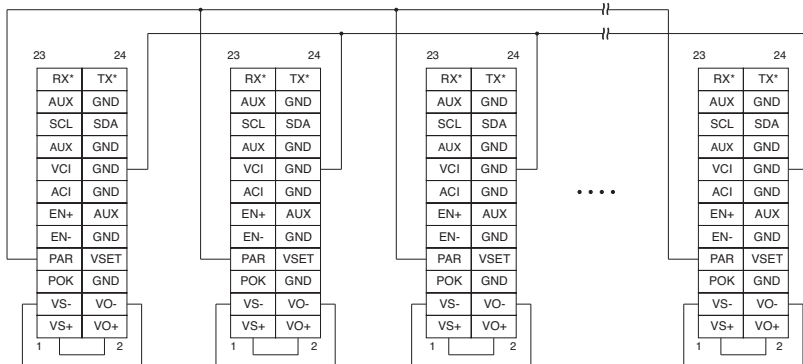 23 24 23 24 23 24 23 24
RX* TX* RX* TX* RX* TX* RX* TX*
AUX GND AUX GND AUX GND AUX GND
SCL SDA SCL SDA SCL SDA SCL SDA
AUX GND AUX GND AUX GND AUX GND
VCI GND VCI GND VCI GND VCI GND
ACI GND ACI GND ACI GND ACI GND
EN+ AUX EN+ AUX EN+ AUX EN+ AUX
EN- GND EN- GND EN- GND EN- GND
PAR VSET PAR VSET PAR VSET PAR VSET
POK GND POK GND POK GND POK GND
VS- VO- VS- VO- VS- VO- VS- VO-
VS+ VO+ VS+ VO+ VS+ VO+ VS+ VO+
1 2 1 2 1 2 1 2